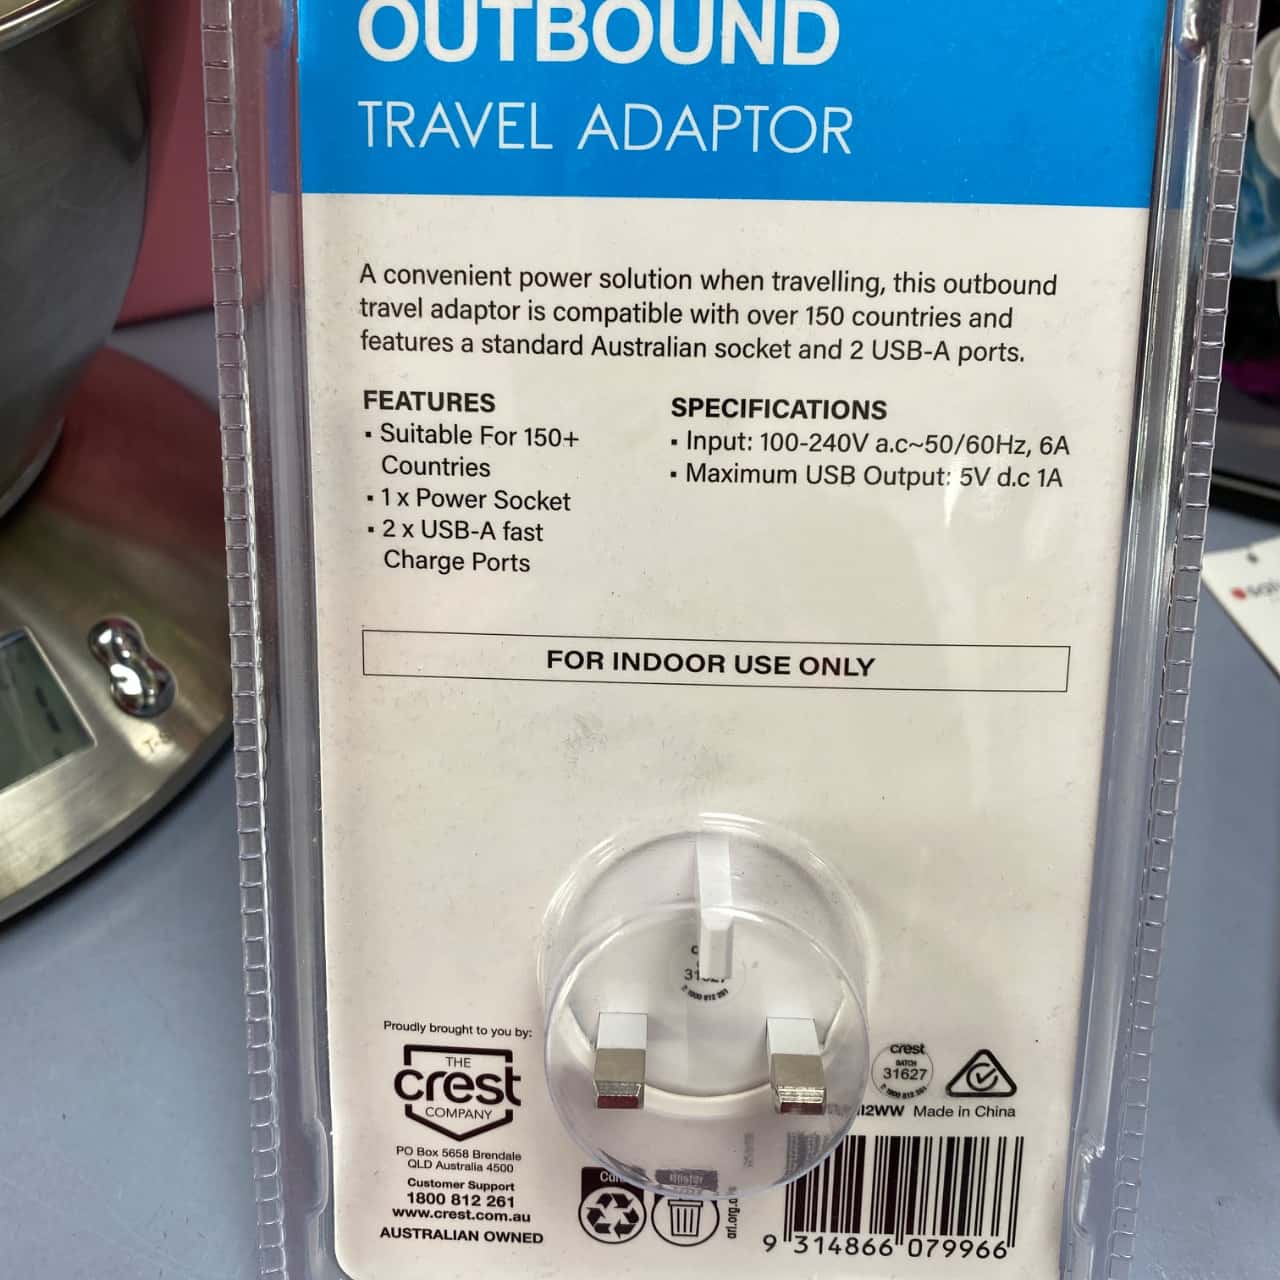 OUTBOUND
TRAVEL ADAPTOR
A convenient power solution when travelling, this outbound
travel adaptor is compatible with over 150 countries and
features a standard Australian socket and 2 USB-A ports.
FEATURES
▪ Suitable For 150+
Countries
▪ 1 x Power Socket
▪ 2 x USB-A fast
Charge Ports
SPECIFICATIONS
▪ Input: 100-240V a.c~50/60Hz, 6A
▪ Maximum USB Output: 5V d.c 1A
FOR INDOOR USE ONLY
Proudly brought to you by:
THE
crest
COMPANY
PO Box 5658 Brendale
QLD Australia 4500
Customer Support
1800 812 261
www.crest.com.au
AUSTRALIAN OWNED
crest
BATCH
31627
T: 1800 812 261
Made in China
9 314866 079966